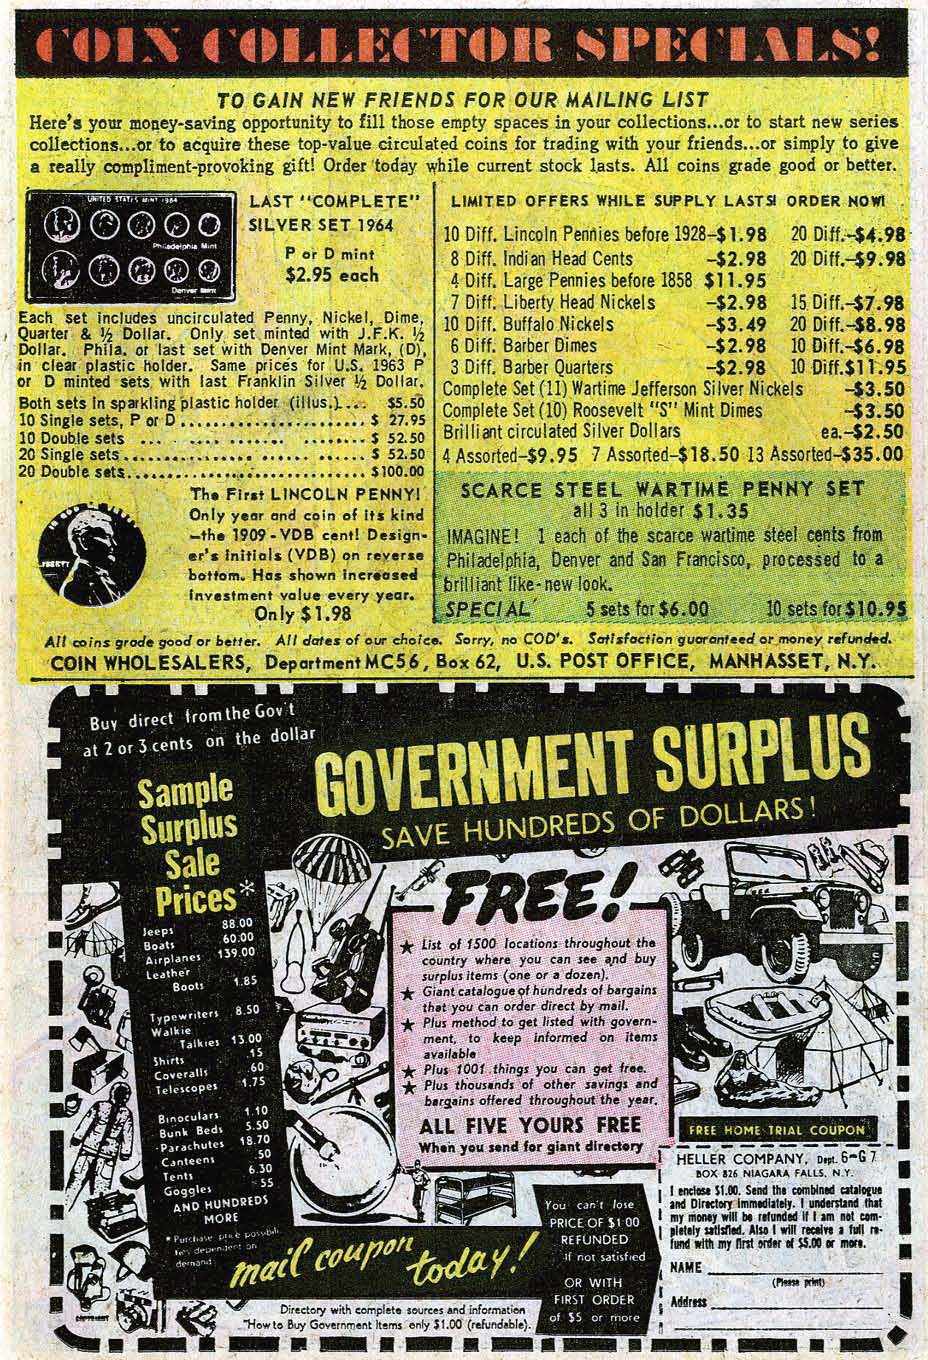 COIN COLLECTOR SPECIALS!
TO GAIN NEW FRIENDS FOR OUR MAILING LIST
Here's your money-saving opportunity to fill those empty spaces in your collections...or to start new series
collections...or to acquire these top-value circulated coins for trading with your friends...or simply to give
a really compliment-provoking gift! Order today while current stock lasts. All coins grade good or better.
UNITED STATES MINT 1964
Philadelphia Mint
Denver Mint
LAST "COMPLETE"
SILVER SET 1964
P or D mint
$2.95 each
Each set includes uncirculated Penny, Nickel, Dime,
Quarter & ½ Dollar. Only set minted with J.F.K. ½
Dollar. Phila. or last set with Denver Mint Mark, (D),
in clear plastic holder. Same prices for U.S. 1963 P
or D minted sets with last Franklin Silver ½ Dollar.
Both sets in sparkling plastic holder (illus.).... $5.50
10 Single sets, P or D........................ $ 27.95
10 Double sets ... ... ........ ........ $ 52.50
20 Single sets................................ $ 52.50
20 Double sets................................ $100.00
LIBERTY
The First LINCOLN PENNY!
Only year and coin of its kind
—the 1909-VDB cent! Design-
er's initials (VDB) on reverse
bottom. Has shown increased
investment value every year.
Only $1.98
LIMITED OFFERS WHILE SUPPLY LASTS! ORDER NOW!
10 Diff. Lincoln Pennies before 1928—$1.98 20 Diff.—$4.98
8 Diff. Indian Head Cents —$2.98 20 Diff.—$9.98
4 Diff. Large Pennies before 1858 $11.95
7 Diff. Liberty Head Nickels —$2.98 15 Diff.—$7.98
10 Diff. Buffalo Nickels —$3.49 20 Diff.—$8.98
6 Diff. Barber Dimes —$2.98 10 Diff.—$6.98
3 Diff. Barber Quarters —$2.98 10 Diff.$11.95
Complete Set (11) Wartime Jefferson Silver Nickels —$3.50
Complete Set (10) Roosevelt "S" Mint Dimes —$3.50
Brilliant circulated Silver Dollars ea.—$2.50
4 Assorted—$9.95 7 Assorted—$18.50 13 Assorted—$35.00
SCARCE STEEL WARTIME PENNY SET
all 3 in holder $1.35
IMAGINE! 1 each of the scarce wartime steel cents from
Philadelphia, Denver and San Francisco, processed to a
brilliant like-new look.
SPECIAL 5 sets for $6.00 10 sets for $10.95
All coins grade good or better. All dates of our choice. Sorry, no COD's. Satisfaction guaranteed or money refunded.
COIN WHOLESALERS, Department MC56, Box 62, U.S. POST OFFICE, MANHASSET, N.Y.
Buy direct from the Gov't
at 2 or 3 cents on the dollar
GOVERNMENT SURPLUS
SAVE HUNDREDS OF DOLLARS!
Sample
Surplus
Sale
Prices*
Jeeps 88.00
Boats 60.00
Airplanes 139.00
Leather
Boots 1.85
Typewriters 8.50
Walkie
Talkies 13.00
Shirts .15
Coveralls .60
Telescopes 1.75
Binoculars 1.10
Bunk Beds 5.50
Parachutes 18.70
Canteens .50
Tents 6.30
Goggles .55
AND HUNDREDS
MORE
*Purchase price possibili-
ties dependent on
demand
FREE!
★ List of 1500 locations throughout the
country where you can see and buy
surplus items (one or a dozen).
★ Giant catalogue of hundreds of bargains
that you can order direct by mail.
★ Plus method to get listed with govern-
ment, to keep informed on items
available
★ Plus 1001 things you can get free.
★ Plus thousands of other savings and
bargains offered throughout the year.
ALL FIVE YOURS FREE
When you send for giant directory
mail coupon today!
Directory with complete sources and information
"How to Buy Government Items only $1.00 (refundable).
You can't lose
PRICE OF $1.00
REFUNDED
if not satisfied
OR WITH
FIRST ORDER
of $5 or more
FREE HOME TRIAL COUPON
HELLER COMPANY, Dept. 6-G7
BOX 826 NIAGARA FALLS, N.Y.
I enclose $1.00. Send the combined catalogue
and Directory immediately. I understand that
my money will be refunded if I am not com-
pletely satisfied. Also I will receive a full re-
fund with my first order of $5.00 or more.
NAME
(Please print)
Address
COPYRIGHT